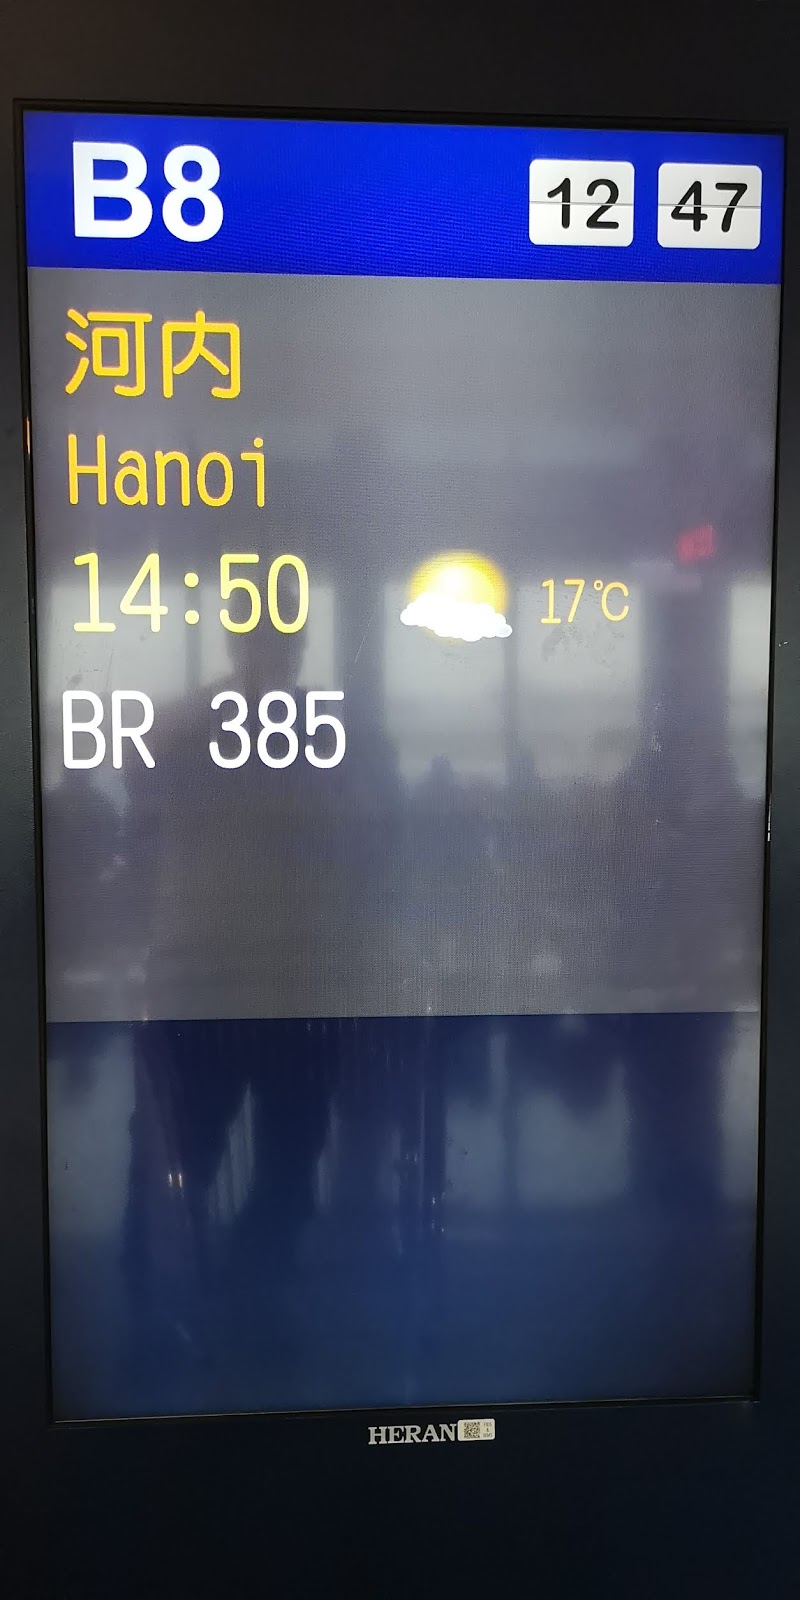 B8
12 47
河内
Hanoi
14:50
17°C
BR 385
HERAN